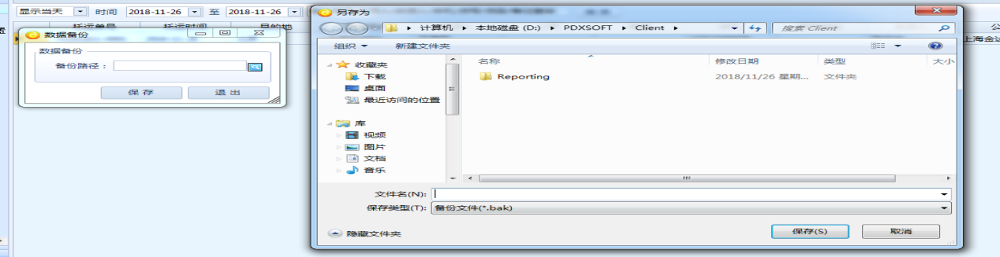 显示当天 时间 2018-11-26 至 2018-11-26
托运单号 托运时间 目的地
置
数据备份
数据备份
备份路径：
保 存 退 出
另存为
计算机 本地磁盘 (D:) PDXSOFT Client 搜索 Client
组织 新建文件夹
收藏夹
下载
桌面
最近访问的位置
库
视频
图片
文档
音乐
名称 修改日期 类型 大小
Reporting 2018/11/26 星期... 文件夹
文件名(N):
保存类型(T): 备份文件(*.bak)
隐藏文件夹 保存(S) 取消
公
上海金达